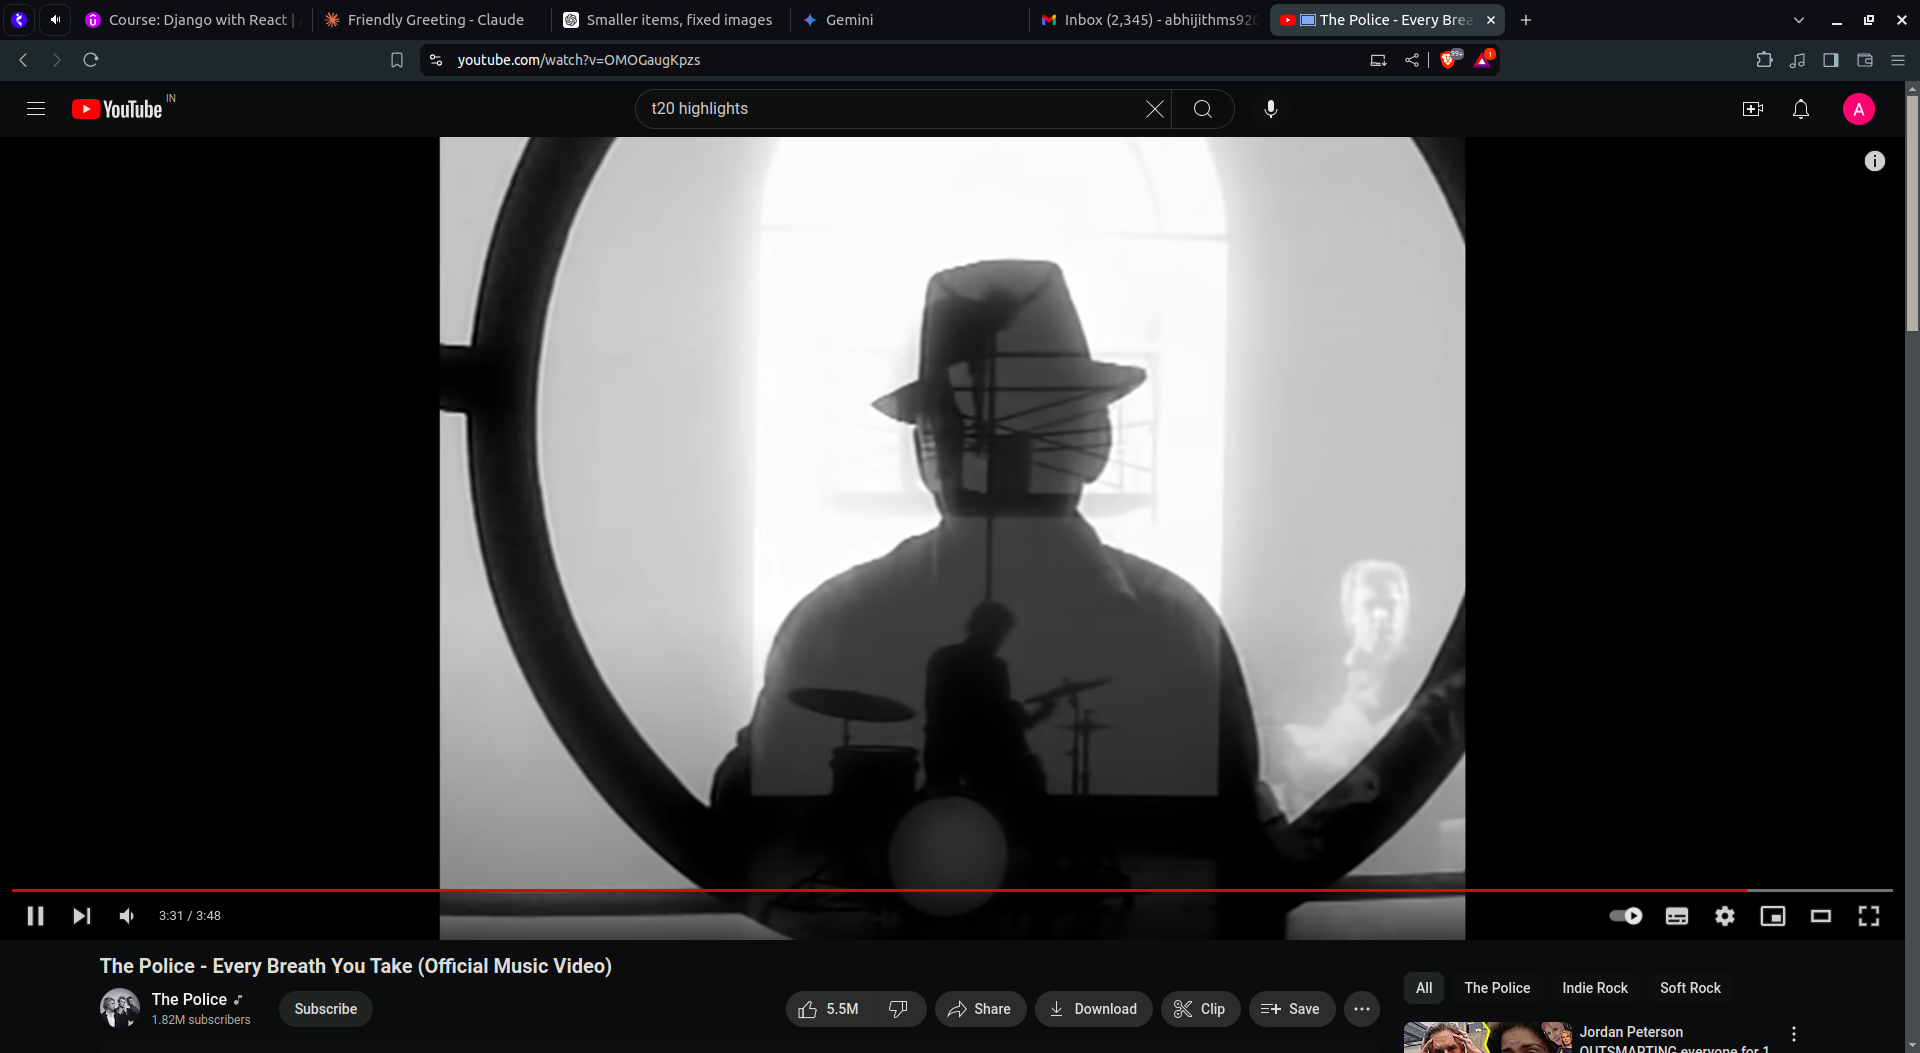 Course: Django with React |
Friendly Greeting - Claude
Smaller items, fixed images
Gemini
Inbox (2,345) - abhijithms920
The Police - Every Brea
youtube.com/watch?v=OMOGaugKpzs
99+
1
YouTube IN
t20 highlights
A
3:31 / 3:48
The Police - Every Breath You Take (Official Music Video)
The Police
1.82M subscribers
Subscribe
5.5M
Share
Download
Clip
Save
All
The Police
Indie Rock
Soft Rock
Jordan Peterson
OUTSMARTING everyone for 1